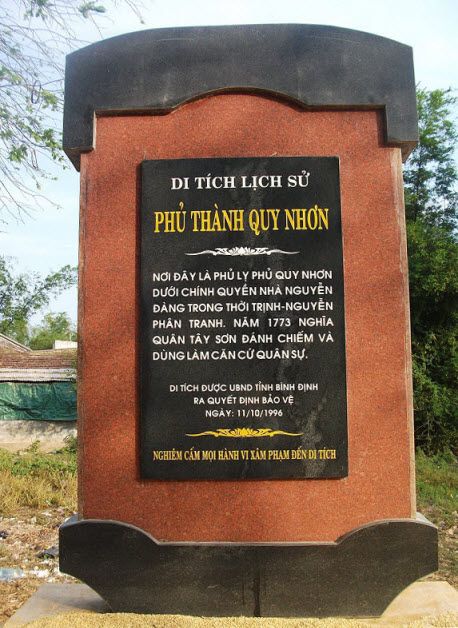 DI TÍCH LỊCH SỬ
PHỦ THÀNH QUY NHƠN
NƠI ĐÂY LÀ PHỦ LỴ PHỦ QUY NHƠN
DƯỚI CHÍNH QUYỀN NHÀ NGUYỄN
ĐÀNG TRONG THỜI TRỊNH-NGUYỄN
PHÂN TRANH. NĂM 1773 NGHĨA
QUÂN TÂY SƠN ĐÁNH CHIẾM VÀ
DÙNG LÀM CĂN CỨ QUÂN SỰ.
DI TÍCH ĐƯỢC UBND TỈNH BÌNH ĐỊNH
RA QUYẾT ĐỊNH BẢO VỆ
NGÀY: 11/10/1996
NGHIÊM CẤM MỌI HÀNH VI XÂM PHẠM ĐẾN DI TÍCH